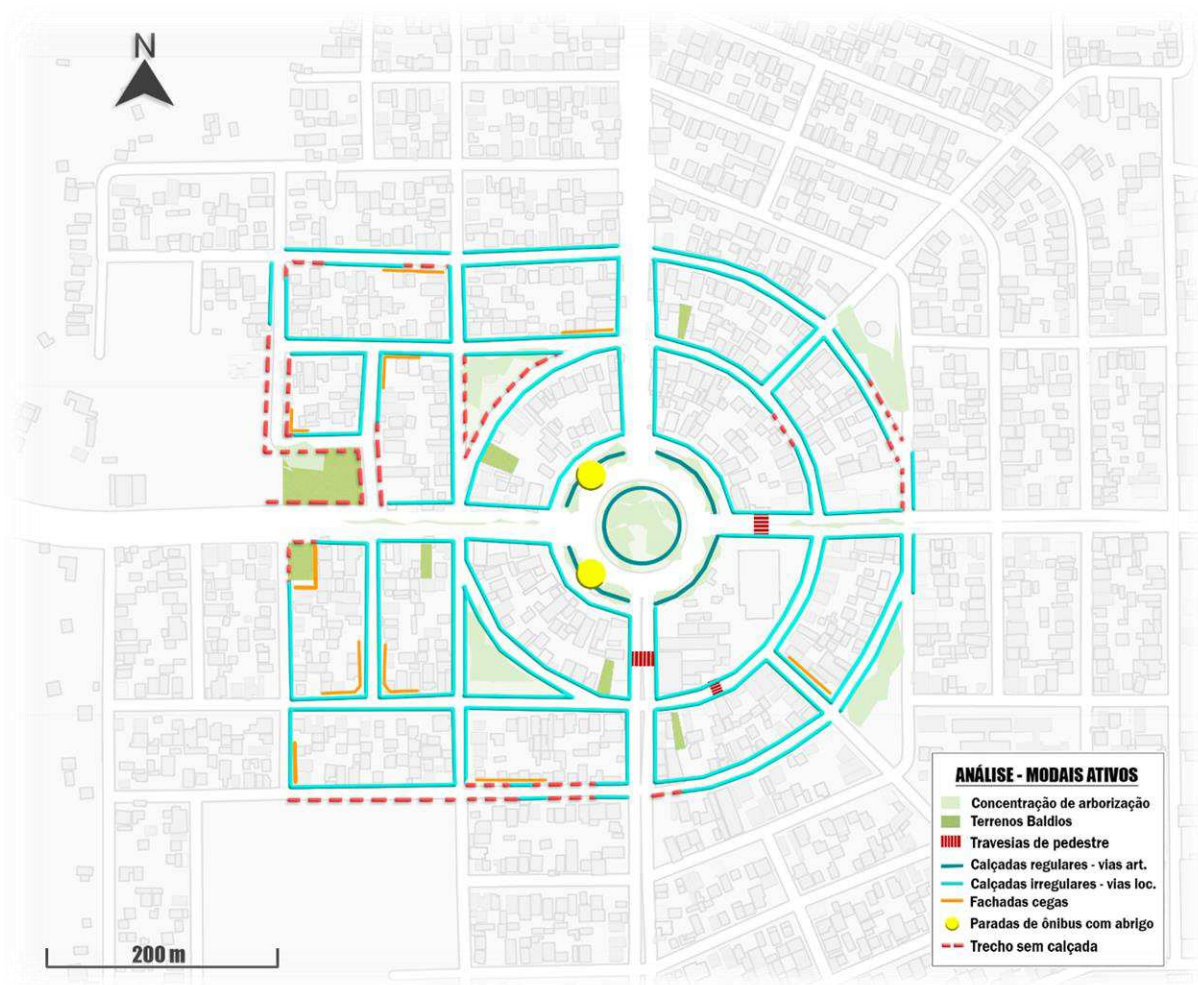 N
ANÁLISE - MODAIS ATIVOS
Concentração de arborização
Terrenos Baldios
Travesias de pedestre
Calçadas regulares - vias art.
Calçadas irregulares - vias loc.
Fachadas cegas
Paradas de ônibus com abrigo
Trecho sem calçada
200 m